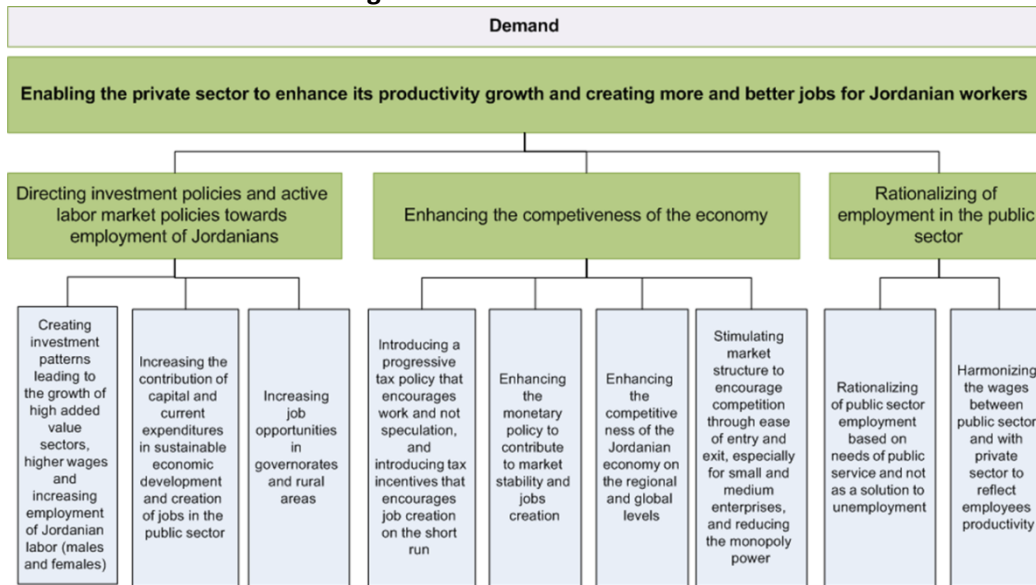 Demand
Enabling the private sector to enhance its productivity growth and creating more and better jobs for Jordanian workers
Directing investment policies and active
labor market policies towards
employment of Jordanians
Enhancing the competiveness of the economy
Rationalizing of
employment in the public
sector
Creating
investment
patterns
leading to
the growth of
high added
value
sectors,
higher wages
and
increasing
employment
of Jordanian
labor (males
and females)
Increasing the
contribution of
capital and
current
expenditures
in sustainable
economic
development
and creation
of jobs in the
public sector
Increasing
job
opportunities
in
governorates
and rural
areas
Introducing a
progressive
tax policy that
encourages
work and not
speculation,
and
introducing tax
incentives that
encourages
job creation
on the short
run
Enhancing
the
monetary
policy to
contribute
to market
stability and
jobs
creation
Enhancing
the
competitive
ness of the
Jordanian
economy on
the regional
and global
levels
Stimulating
market
structure to
encourage
competition
through ease
of entry and
exit, especially
for small and
medium
enterprises,
and reducing
the monopoly
power
Rationalizing
of public sector
employment
based on
needs of public
service and not
as a solution to
unemployment
Harmonizing
the wages
between
public sector
and with
private
sector to
reflect
employees
productivity